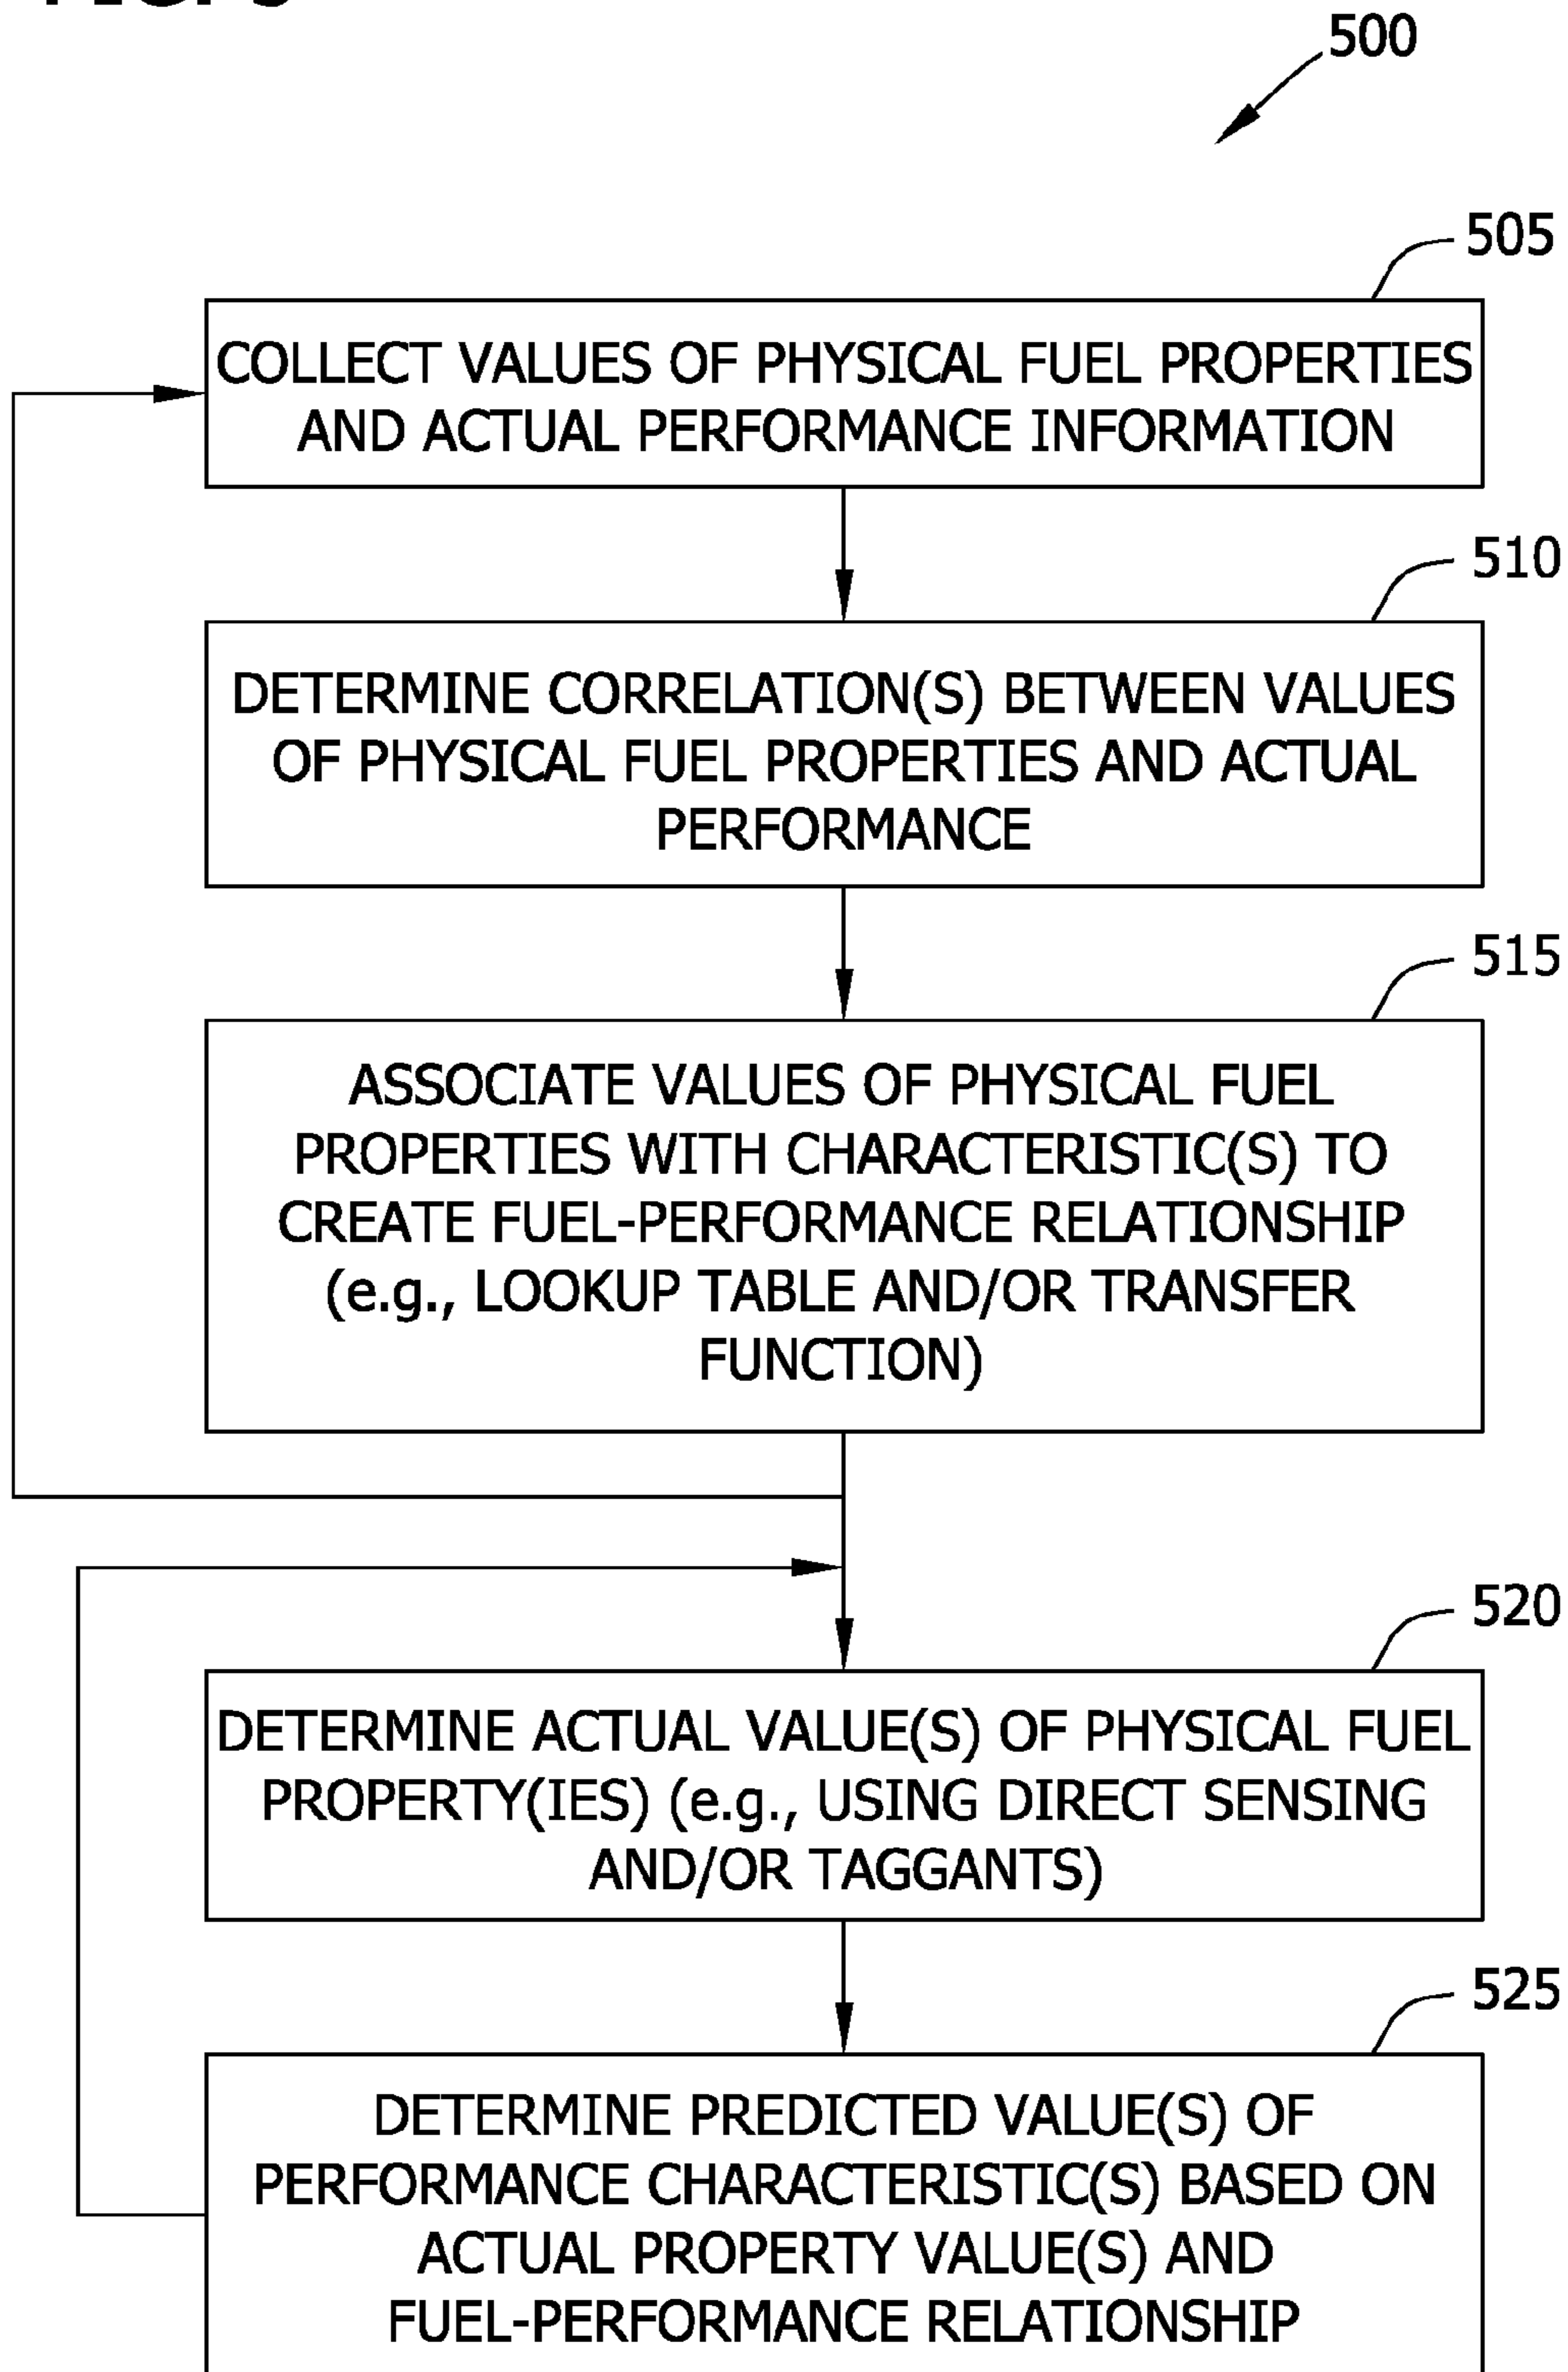 500
505
COLLECT VALUES OF PHYSICAL FUEL PROPERTIES
AND ACTUAL PERFORMANCE INFORMATION
510
DETERMINE CORRELATION(S) BETWEEN VALUES
OF PHYSICAL FUEL PROPERTIES AND ACTUAL
PERFORMANCE
515
ASSOCIATE VALUES OF PHYSICAL FUEL
PROPERTIES WITH CHARACTERISTIC(S) TO
CREATE FUEL-PERFORMANCE RELATIONSHIP
(e.g., LOOKUP TABLE AND/OR TRANSFER
FUNCTION)
520
DETERMINE ACTUAL VALUE(S) OF PHYSICAL FUEL
PROPERTY(IES) (e.g., USING DIRECT SENSING
AND/OR TAGGANTS)
525
DETERMINE PREDICTED VALUE(S) OF
PERFORMANCE CHARACTERISTIC(S) BASED ON
ACTUAL PROPERTY VALUE(S) AND
FUEL-PERFORMANCE RELATIONSHIP